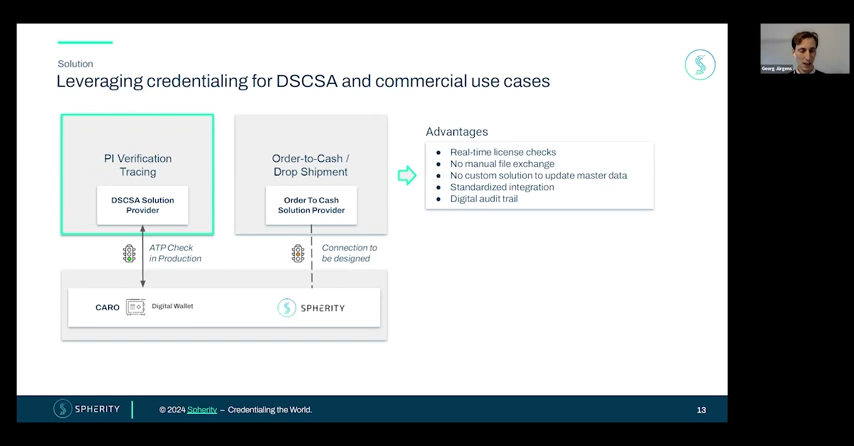 Solution
Leveraging credentialing for DSCSA and commercial use cases
PI Verification
Tracing
DSCSA Solution
Provider
Order-to-Cash /
Drop Shipment
Order To Cash
Solution Provider
ATP Check
in Production
Connection to
be designed
CARO
Digital Wallet
SPHERITY
Advantages
● Real-time license checks
● No manual file exchange
● No custom solution to update master data
● Standardized integration
● Digital audit trail
SPHERITY
© 2024 Spherity – Credentialing the World.
13
Georg Jürgens